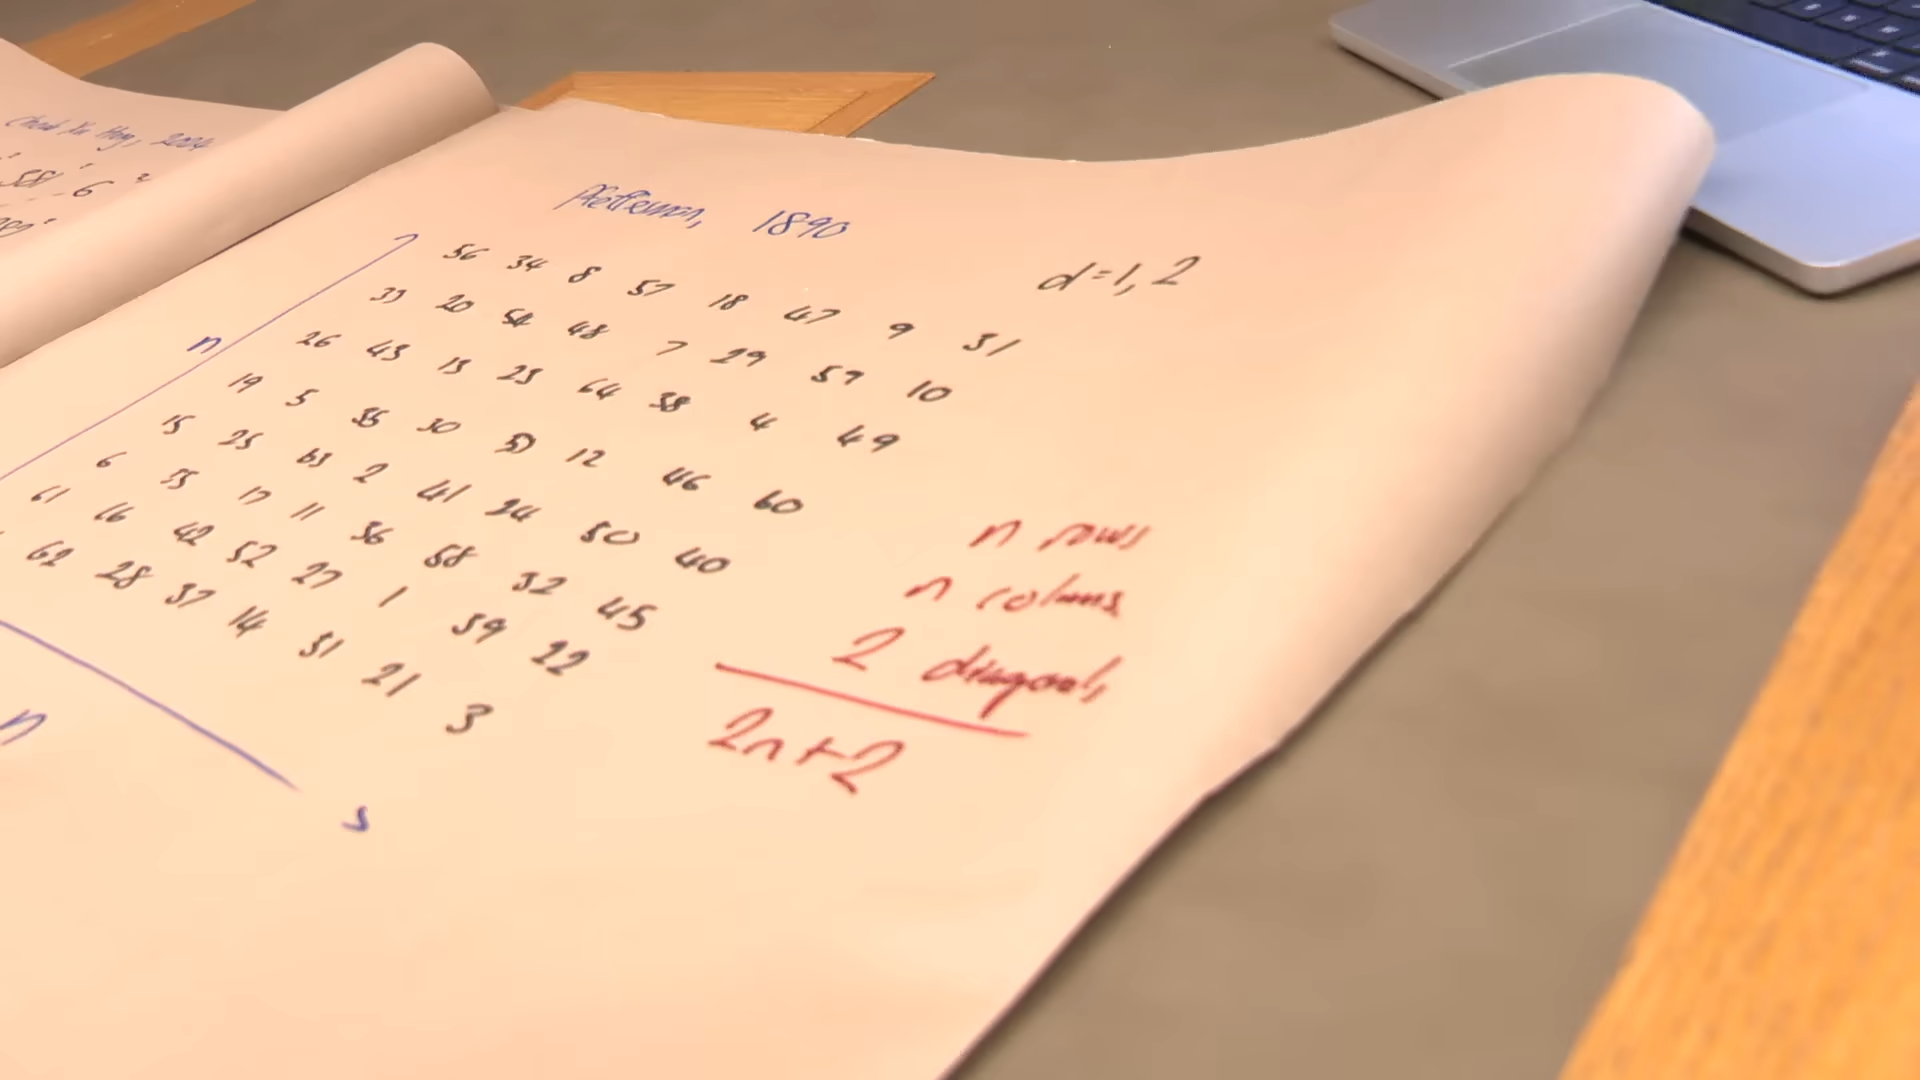 Pfefferman, 1890
d=1, 2
56 34 8 57 18 47 9 31
33 20 54 48 7 29 59 10
26 43 13 23 64 38 4 49
19 5 35 30 53 12 46 60
15 25 63 2 41 24 50 40
6 55 17 11 36 58 32 45
61 16 42 52 27 1 39 22
62 28 37 14 51 21 3
n
n
n rows
n colums
2 diagonals
2n+2